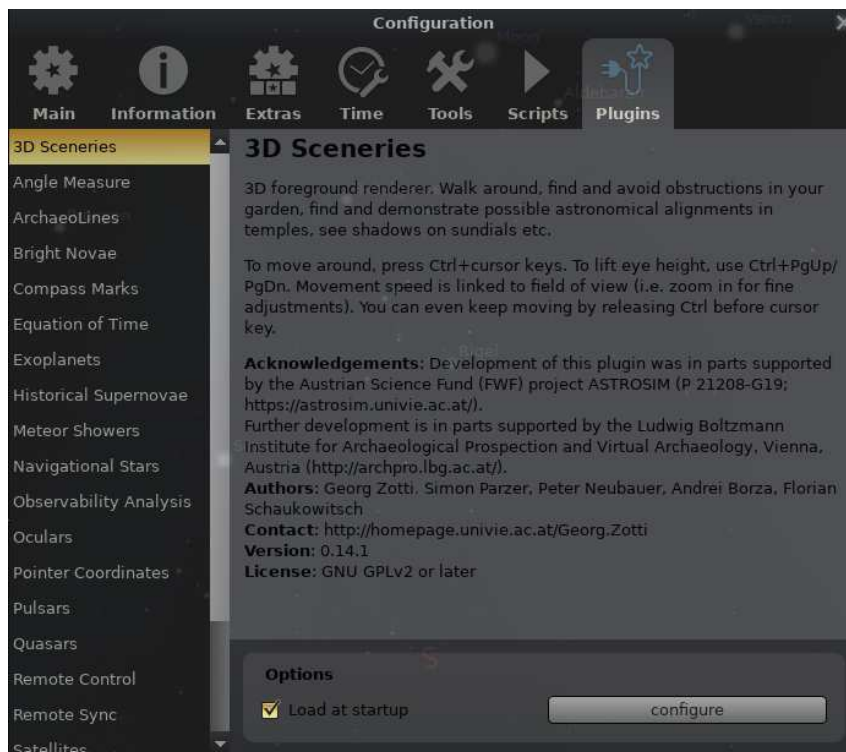 Configuration
Main
Information
Extras
Time
Tools
Scripts
Plugins
3D Sceneries
Angle Measure
ArchaeoLines
Bright Novae
Compass Marks
Equation of Time
Exoplanets
Historical Supernovae
Meteor Showers
Navigational Stars
Observability Analysis
Oculars
Pointer Coordinates
Pulsars
Quasars
Remote Control
Remote Sync
Satellites
3D Sceneries
3D foreground renderer. Walk around, find and avoid obstructions in your
garden, find and demonstrate possible astronomical alignments in
temples, see shadows on sundials etc.
To move around, press Ctrl+cursor keys. To lift eye height, use Ctrl+PgUp/
PgDn. Movement speed is linked to field of view (i.e. zoom in for fine
adjustments). You can even keep moving by releasing Ctrl before cursor
key.
Rigel
Acknowledgements: Development of this plugin was in parts supported
by the Austrian Science Fund (FWF) project ASTROSIM (P 21208-G19;
https://astrosim.univie.ac.at/).
Further development is in parts supported by the Ludwig Boltzmann
Institute for Archaeological Prospection and Virtual Archaeology, Vienna,
Austria (http://archpro.lbg.ac.at/).
Authors: Georg Zotti. Simon Parzer, Peter Neubauer, Andrei Borza, Florian
Schaukowitsch
Contact: http://homepage.univie.ac.at/Georg.Zotti
Version: 0.14.1
License: GNU GPLv2 or later
S
Options
Load at startup
configure